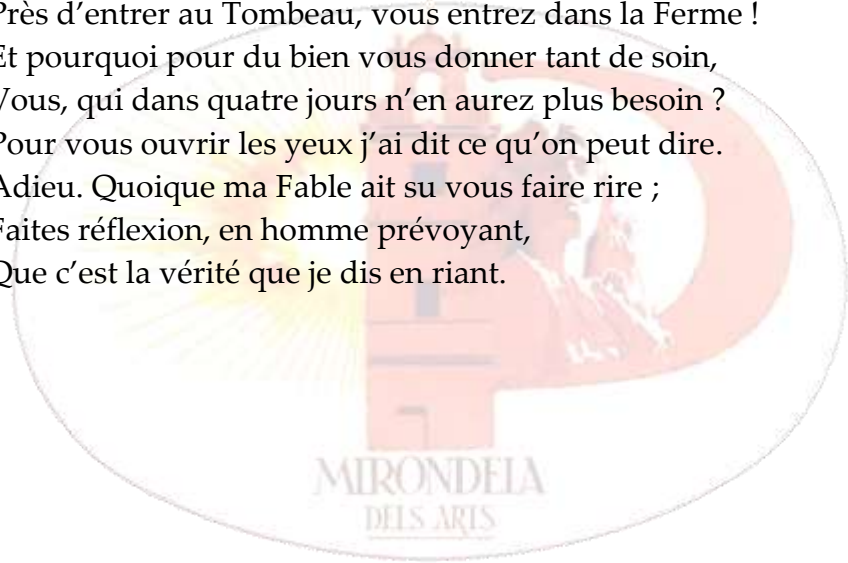 Près d’entrer au Tombeau, vous entrez dans la Ferme !
Et pourquoi pour du bien vous donner tant de soin,
Vous, qui dans quatre jours n’en aurez plus besoin ?
Pour vous ouvrir les yeux j’ai dit ce qu’on peut dire.
Adieu. Quoique ma Fable ait su vous faire rire ;
Faites réflexion, en homme prévoyant,
Que c’est la vérité que je dis en riant.
MIRONDELA
DELS ARTS